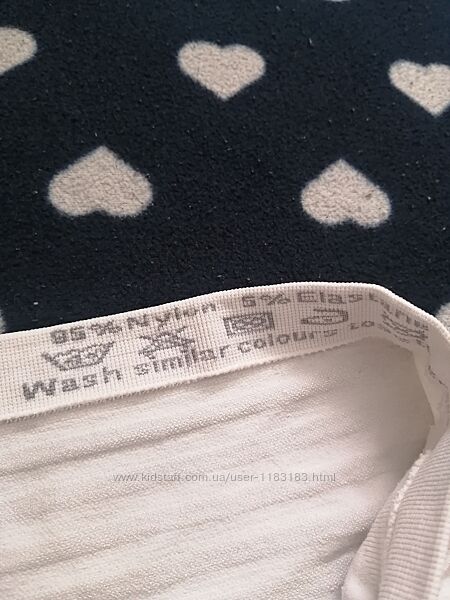 95% Nylon 5% Elastane
Wash similar colours
www.kidstaff.com.ua/user-1183183.html